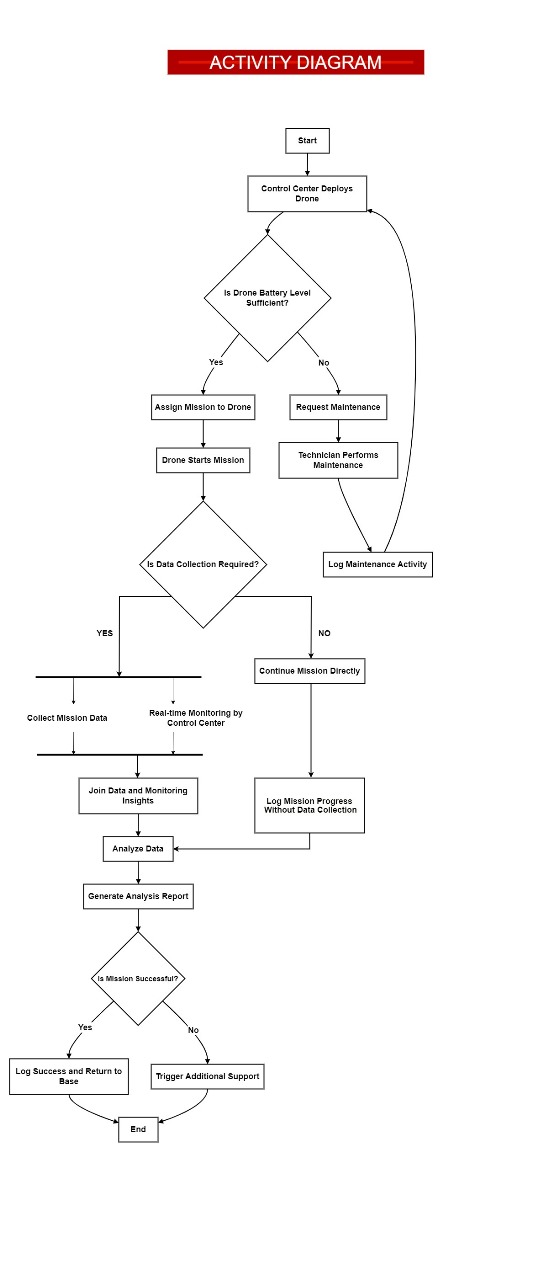 ACTIVITY DIAGRAM
Start
Control Center Deploys
Drone
Is Drone Battery Level
Sufficient?
Yes
No
Assign Mission to Drone
Request Maintenance
Drone Starts Mission
Technician Performs
Maintenance
Is Data Collection Required?
Log Maintenance Activity
YES
NO
Continue Mission Directly
Collect Mission Data
Real-time Monitoring by
Control Center
Join Data and Monitoring
Insights
Log Mission Progress
Without Data Collection
Analyze Data
Generate Analysis Report
Is Mission Successful?
Yes
No
Log Success and Return to
Base
Trigger Additional Support
End